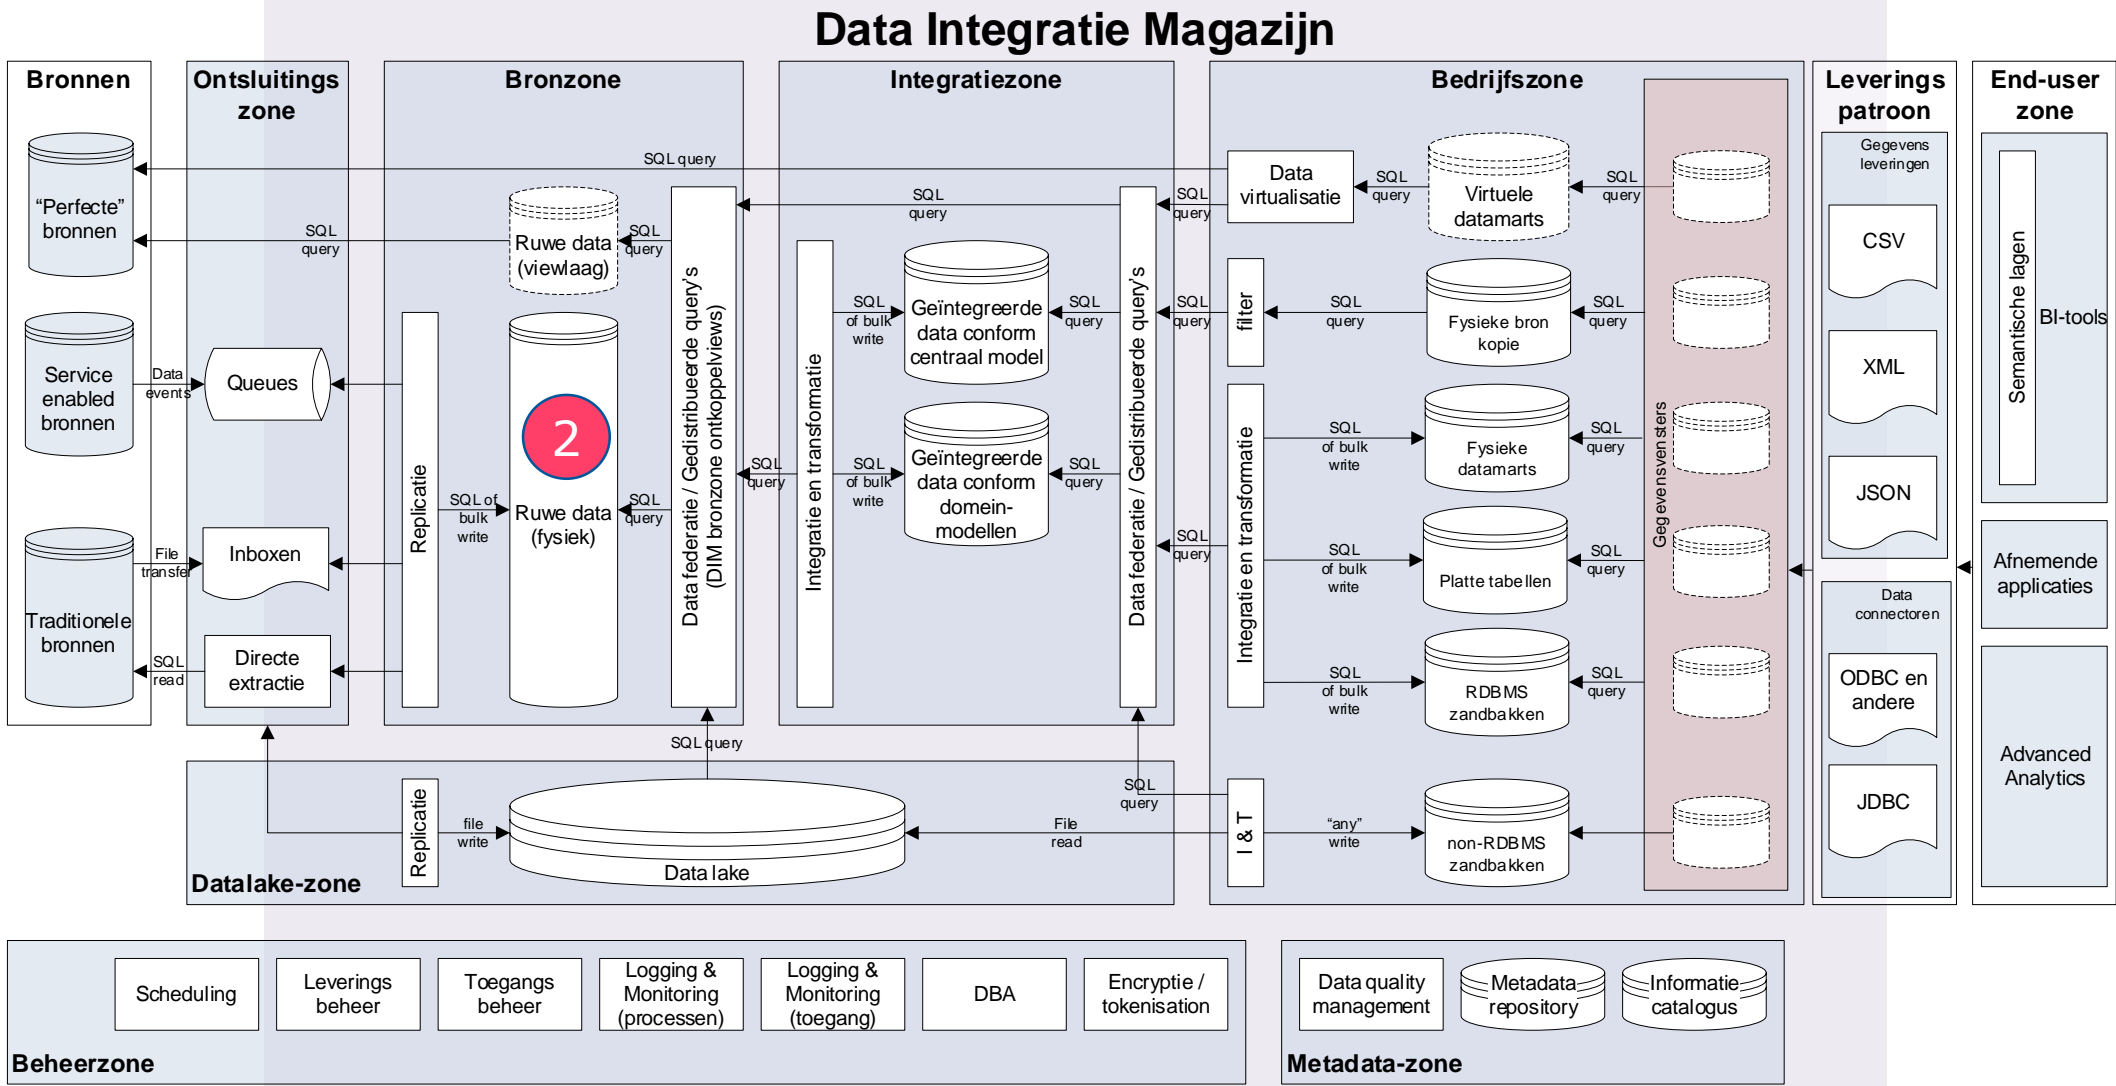 Data Integratie Magazijn
Bronnen
“Perfecte”
bronnen
Service
enabled
bronnen
Traditionele
bronnen
Data
events
File
transfer
SQL
read
Ontsluitings
zone
Queues
Inboxen
Directe
extractie
Bronzone
SQL query
SQL
query
Ruwe data
(viewlaag)
SQL
query
Replicatie
SQL of
bulk
write
2
Ruwe data
(fysiek)
SQL
query
Data federatie / Gedistribueerde query’s
(DIM bronzone ontkoppelviews)
SQL query
Integratiezone
SQL
query
SQL
query
Integratie en transformatie
SQL
of bulk
write
Geïntegreerde
data conform
centraal model
SQL
query
SQL
of bulk
write
Geïntegreerde
data conform
domein-
modellen
SQL
query
Data federatie / Gedistribueerde query’s
Bedrijfszone
SQL
query
Data
virtualisatie
SQL
query
Virtuele
datamarts
SQL
query
SQL
query
filter
SQL
query
Fysieke bron
kopie
SQL
query
SQL
query
Integratie en transformatie
SQL
of bulk
write
Fysieke
datamarts
SQL
query
SQL
of bulk
write
Platte tabellen
SQL
query
SQL
of bulk
write
RDBMS
zandbakken
SQL
query
SQL
query
I & T
“any”
write
non-RDBMS
zandbakken
Gegevensvensters
Leverings
patroon
Gegevens
leveringen
CSV
XML
JSON
Data
connectoren
ODBC en
andere
JDBC
End-user
zone
Semantische lagen
BI-tools
Afnemende
applicaties
Advanced
Analytics
Datalake-zone
Replicatie
file
write
Data lake
File
read
Beheerzone
Scheduling
Leverings
beheer
Toegangs
beheer
Logging &
Monitoring
(processen)
Logging &
Monitoring
(toegang)
DBA
Encryptie /
tokenisation
Metadata-zone
Data quality
management
Metadata
repository
Informatie
catalogus